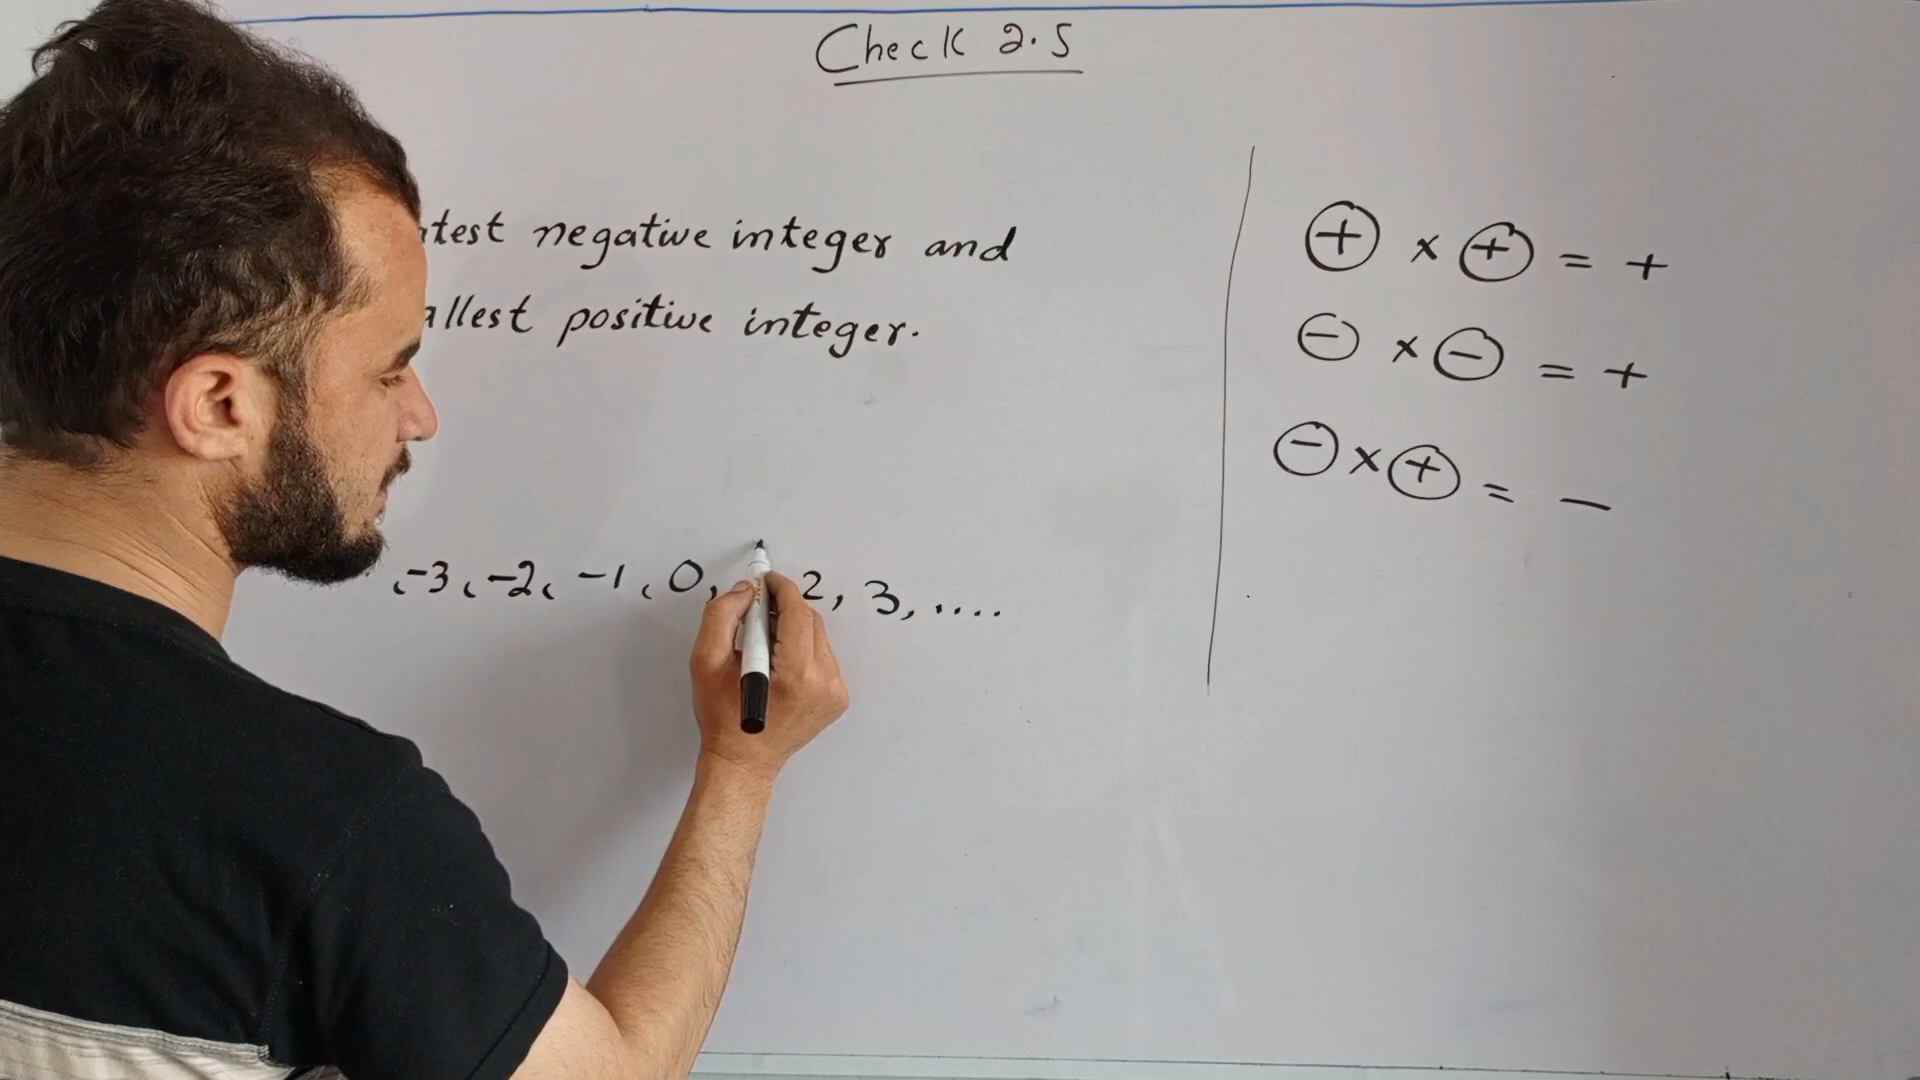 Check 2.5
test negative integer and
allest positive integer.
-3, -2, -1, 0, 2, 3, ....
+ × + = +
- × - = +
- × + = -